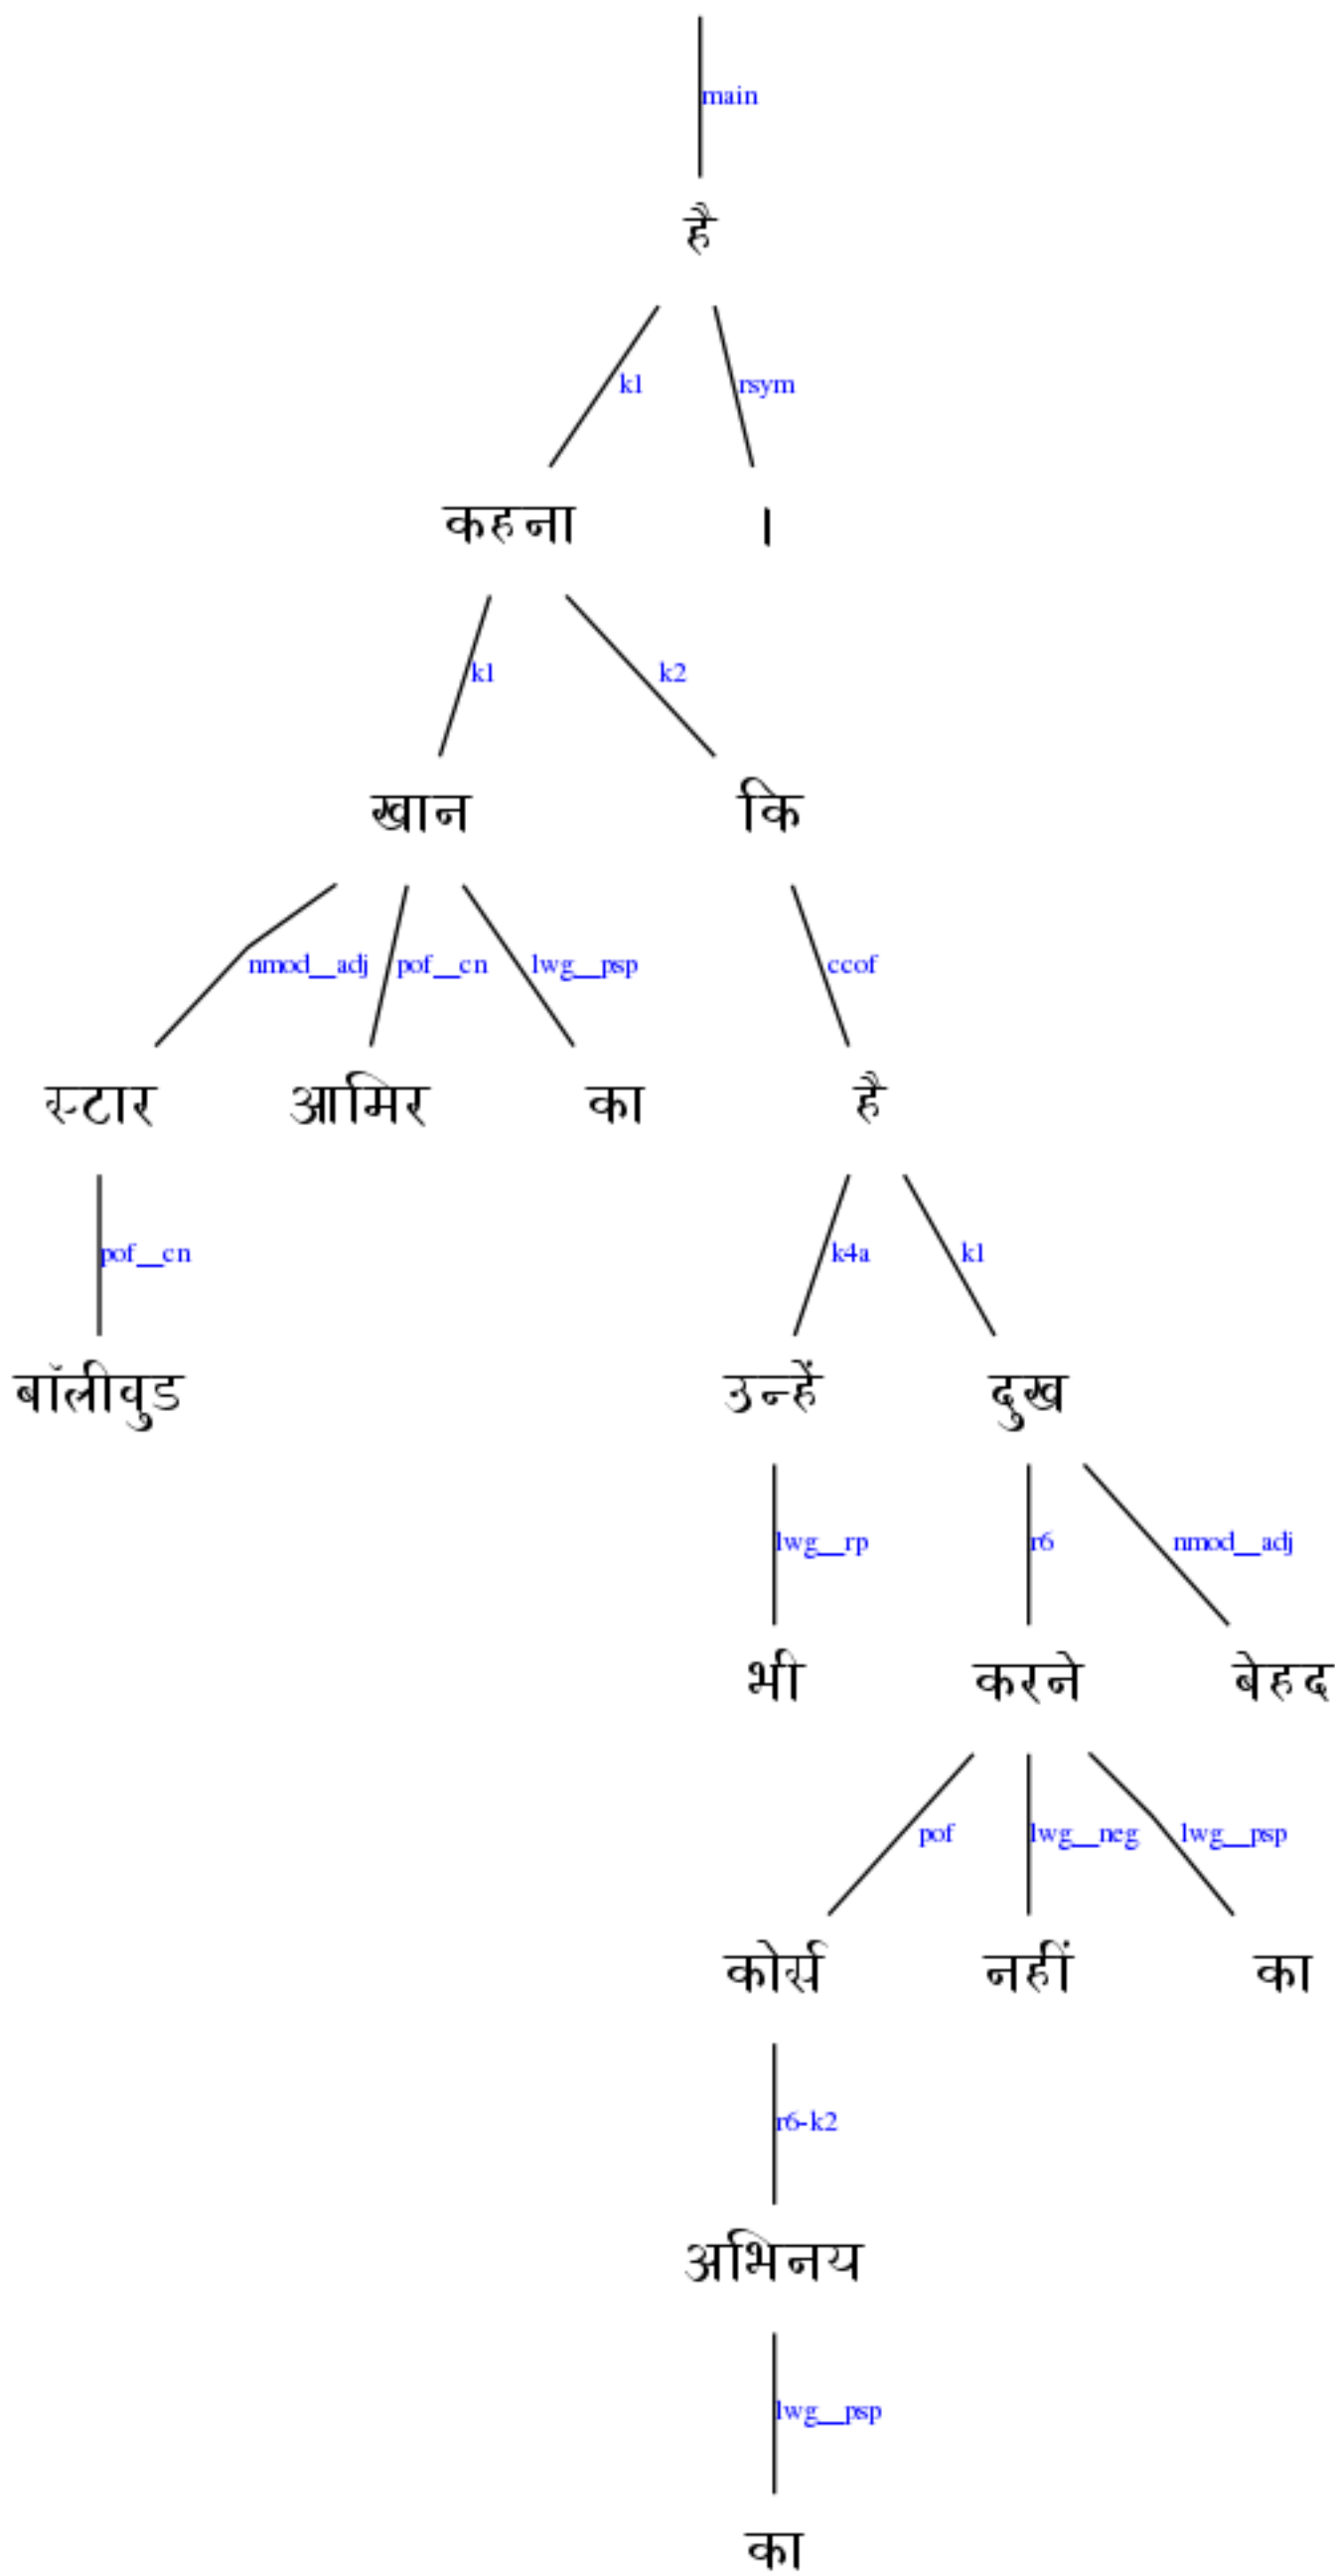 main
है
k1 rsym
कहना ।
k1 k2
खान कि
nmod__adj pof__cn lwg__psp ccof
स्टार आमिर का है
pof__cn k4a k1
बॉलीवुड उन्हें दुख
lwg__rp r6 nmod__adj
भी करने बेहद
pof lwg__neg lwg__psp
कोर्स नहीं का
r6-k2
अभिनय
lwg__psp
का